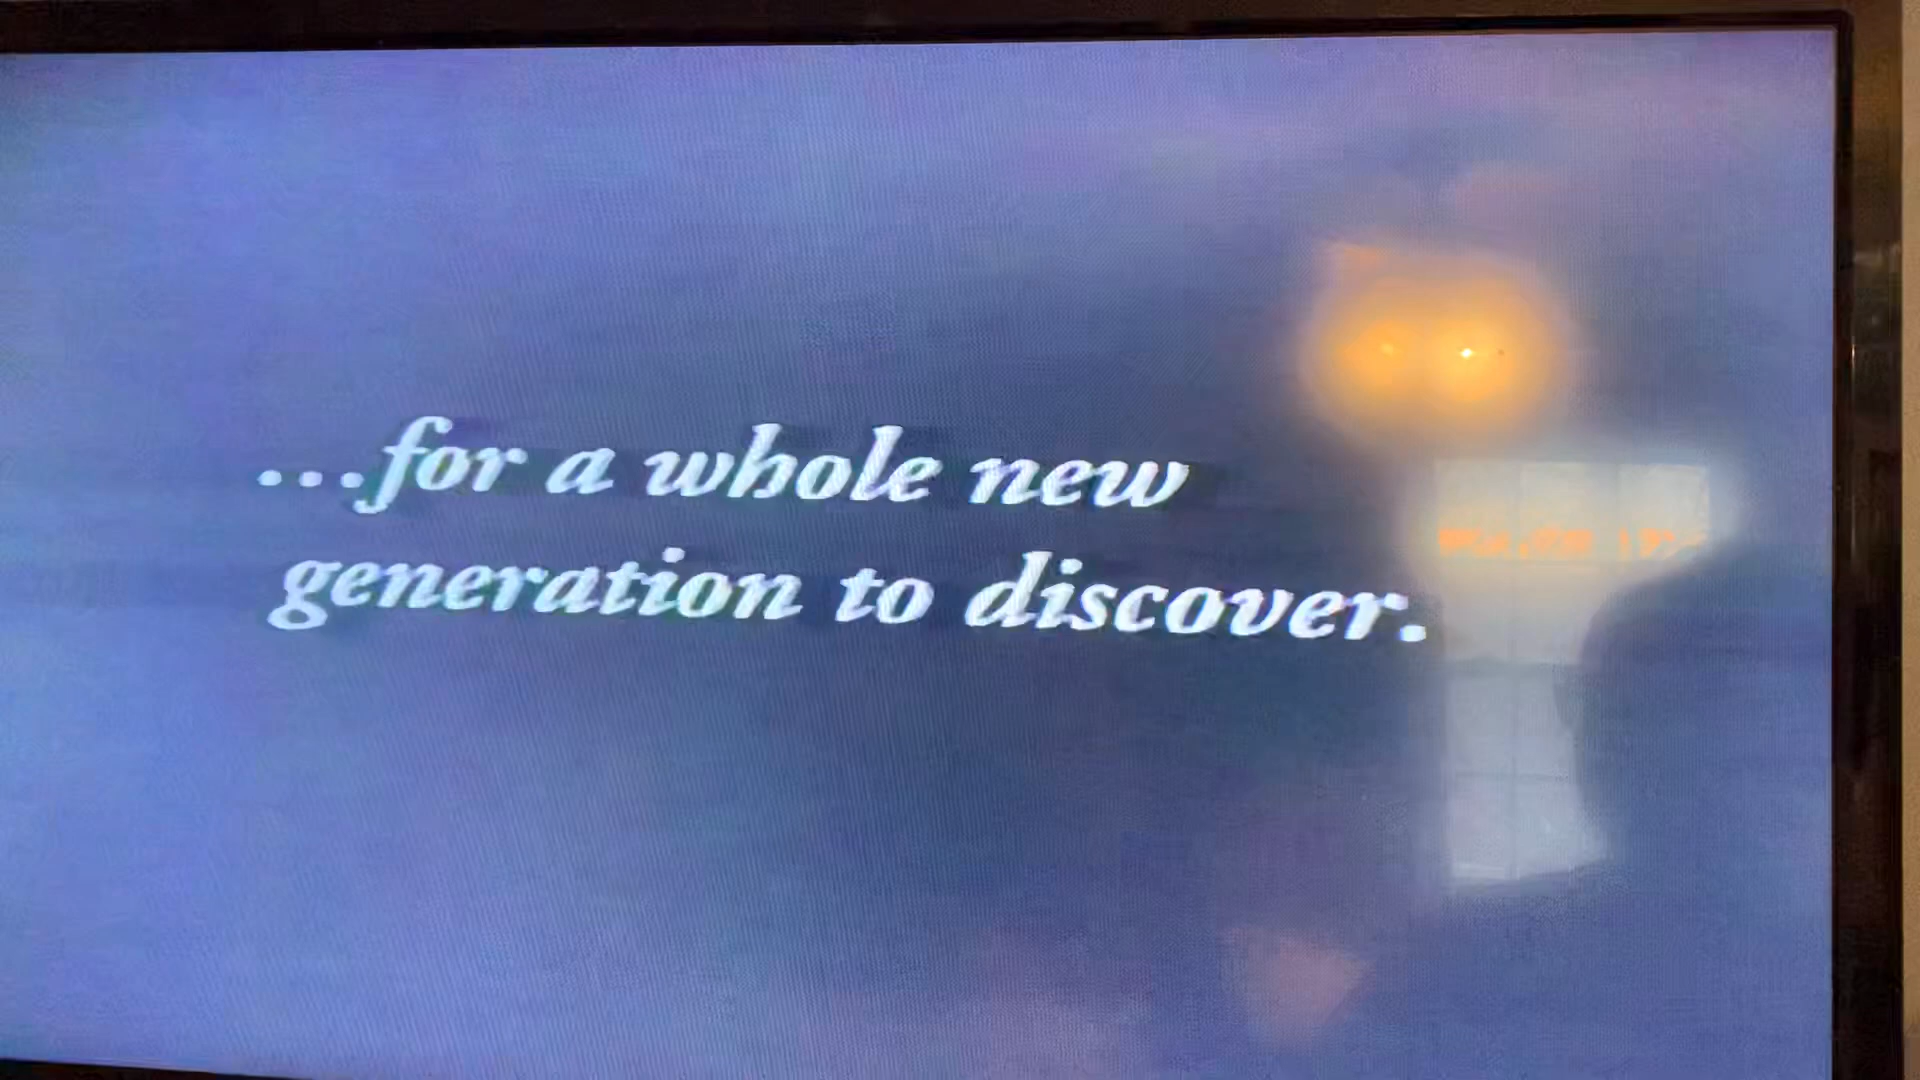 ...for a whole new
generation to discover.